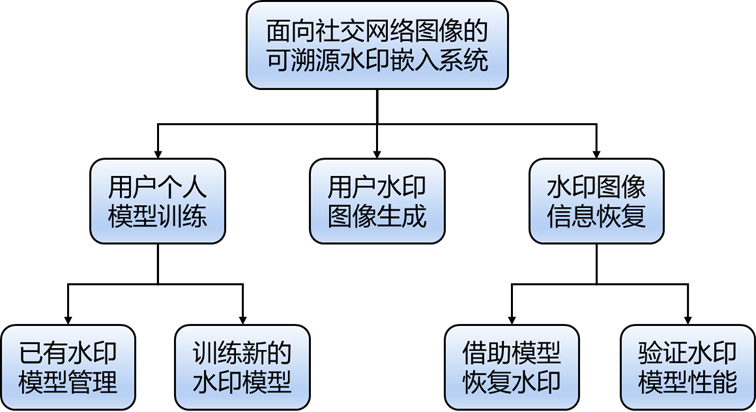 面向社交网络图像的
可溯源水印嵌入系统
用户个人
模型训练
用户水印
图像生成
水印图像
信息恢复
已有水印
模型管理
训练新的
水印模型
借助模型
恢复水印
验证水印
模型性能